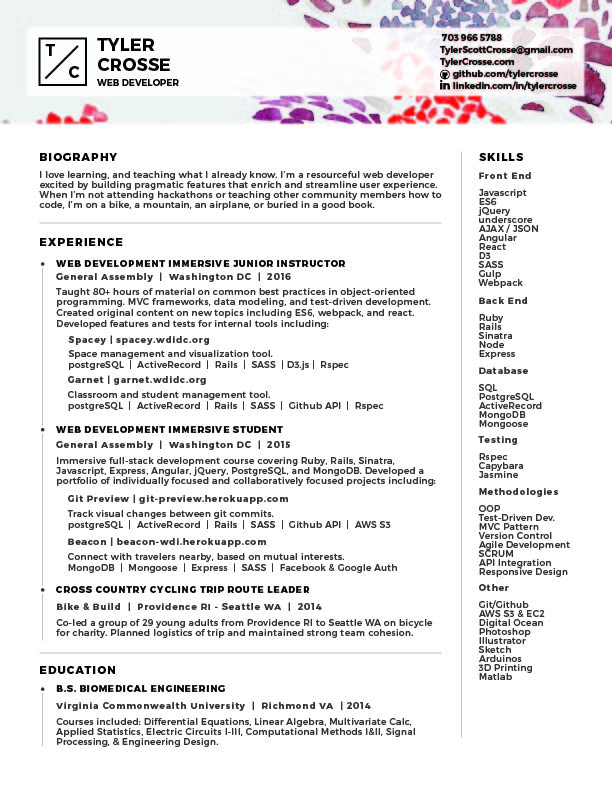 T / C
TYLER
CROSSE
WEB DEVELOPER
703 966 5788
TylerScottCrosse@gmail.com
TylerCrosse.com
github.com/tylercrosse
in linkedin.com/in/tylercrosse
BIOGRAPHY
I love learning, and teaching what I already know. I'm a resourceful web developer
excited by building pragmatic features that enrich and streamline user experience.
When I'm not attending hackathons or teaching other community members how to
code, I'm on a bike, a mountain, an airplane, or buried in a good book.
EXPERIENCE
• WEB DEVELOPMENT IMMERSIVE JUNIOR INSTRUCTOR
General Assembly | Washington DC | 2016
Taught 80+ hours of material on common best practices in object-oriented
programming. MVC frameworks, data modeling, and test-driven development.
Created original content on new topics including ES6, webpack, and react.
Developed features and tests for internal tools including:
Spacey | spacey.wdidc.org
Space management and visualization tool.
postgreSQL | ActiveRecord | Rails | SASS | D3.js | Rspec
Garnet | garnet.wdidc.org
Classroom and student management tool.
postgreSQL | ActiveRecord | Rails | SASS | Github API | Rspec
• WEB DEVELOPMENT IMMERSIVE STUDENT
General Assembly | Washington DC | 2015
Immersive full-stack development course covering Ruby, Rails, Sinatra,
Javascript, Express, Angular, jQuery, PostgreSQL, and MongoDB. Developed a
portfolio of individually focused and collaboratively focused projects including:
Git Preview | git-preview.herokuapp.com
Track visual changes between git commits.
postgreSQL | ActiveRecord | Rails | SASS | Github API | AWS S3
Beacon | beacon-wdi.herokuapp.com
Connect with travelers nearby, based on mutual interests.
MongoDB | Mongoose | Express | SASS | Facebook & Google Auth
• CROSS COUNTRY CYCLING TRIP ROUTE LEADER
Bike & Build | Providence RI - Seattle WA | 2014
Co-led a group of 29 young adults from Providence RI to Seattle WA on bicycle
for charity. Planned logistics of trip and maintained strong team cohesion.
EDUCATION
• B.S. BIOMEDICAL ENGINEERING
Virginia Commonwealth University | Richmond VA | 2014
Courses included: Differential Equations, Linear Algebra, Multivariate Calc,
Applied Statistics, Electric Circuits I-III, Computational Methods I&II, Signal
Processing, & Engineering Design.
SKILLS
Front End
Javascript
ES6
jQuery
underscore
AJAX / JSON
Angular
React
D3
SASS
Gulp
Webpack
Back End
Ruby
Rails
Sinatra
Node
Express
Database
SQL
PostgreSQL
ActiveRecord
MongoDB
Mongoose
Testing
Rspec
Capybara
Jasmine
Methodologies
OOP
Test-Driven Dev.
MVC Pattern
Version Control
Agile Development
SCRUM
API Integration
Responsive Design
Other
Git/Github
AWS S3 & EC2
Digital Ocean
Photoshop
Illustrator
Sketch
Arduinos
3D Printing
Matlab